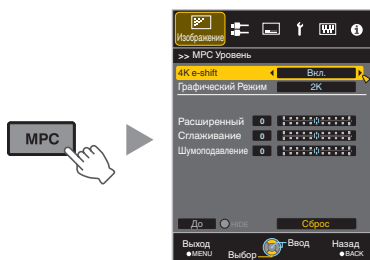 MPC
Изображение
>> MPC Уровень
4K e-shift Вкл.
Графический Режим 2K
Расширенный 0
Сглаживание 0
Шумоподавление 0
До HIDE Сброс
Выход Ввод Назад
MENU Выбор BACK